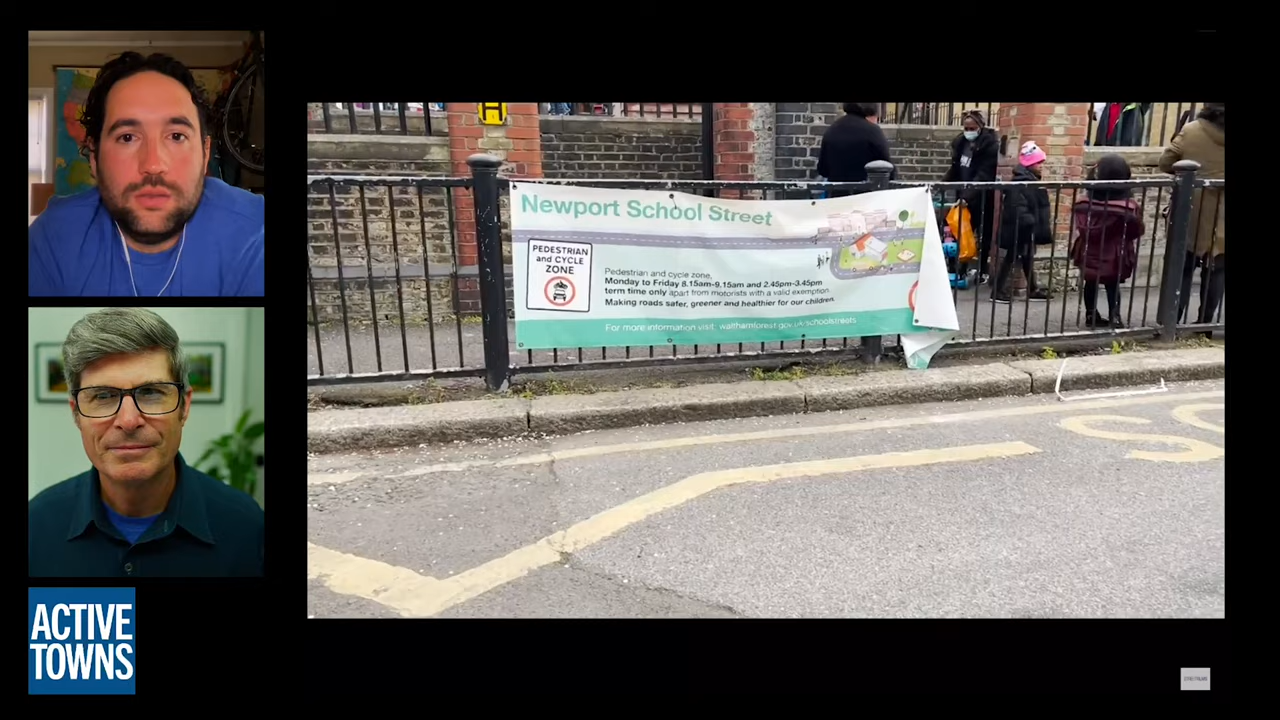 H
Newport School Street
PEDESTRIAN
and CYCLE
ZONE
Pedestrian and cycle zone,
Monday to Friday 8.15am-9.15am and 2.45pm-3.45pm
term time only apart from motorists with a valid exemption.
Making roads safer, greener and healthier for our children.
For more information visit: walthamforest.gov.uk/schoolstreets
SC
ACTIVE
TOWNS
STREETFILMS